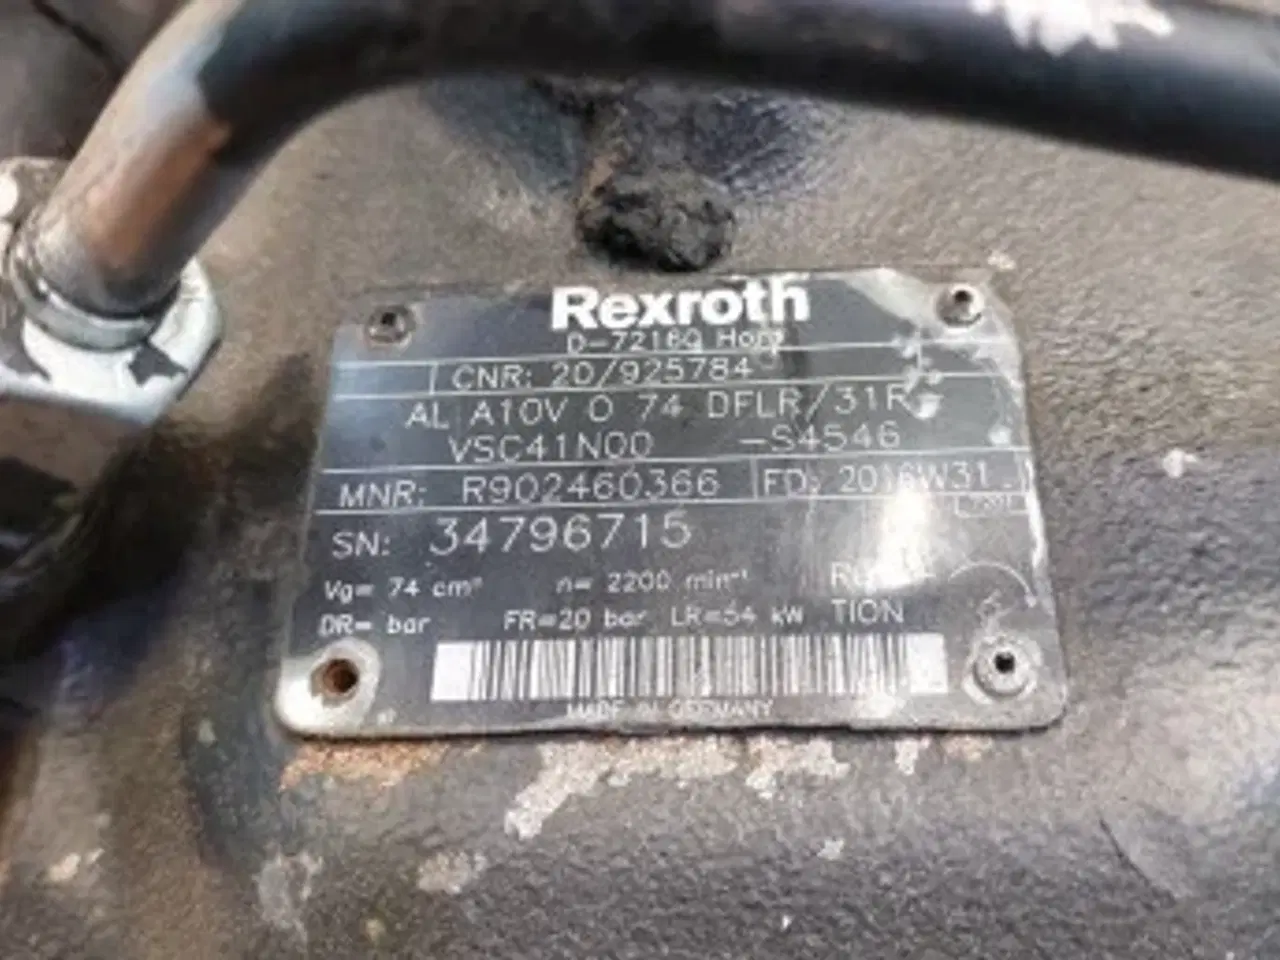 Rexroth
D-72160 Horb
CNR: 20/925784
AL A10V O 74 DFLR/31R
VSC41N00 -S4546
MNR: R902460366 FD: 2016W31
SN: 34796715
Vg= 74 cm³ n= 2200 min⁻¹
DR= bar FR=20 bar LR=54 kW TION
MADE IN GERMANY